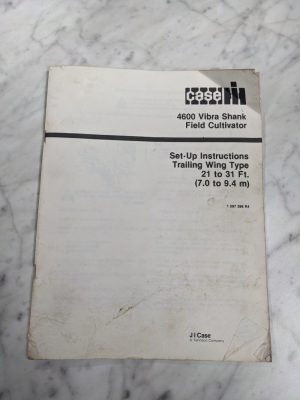 case IH
4600 Vibra Shank
Field Cultivator
Set-Up Instructions
Trailing Wing Type
21 to 31 Ft.
(7.0 to 9.4 m)
J I Case
A Tenneco Company